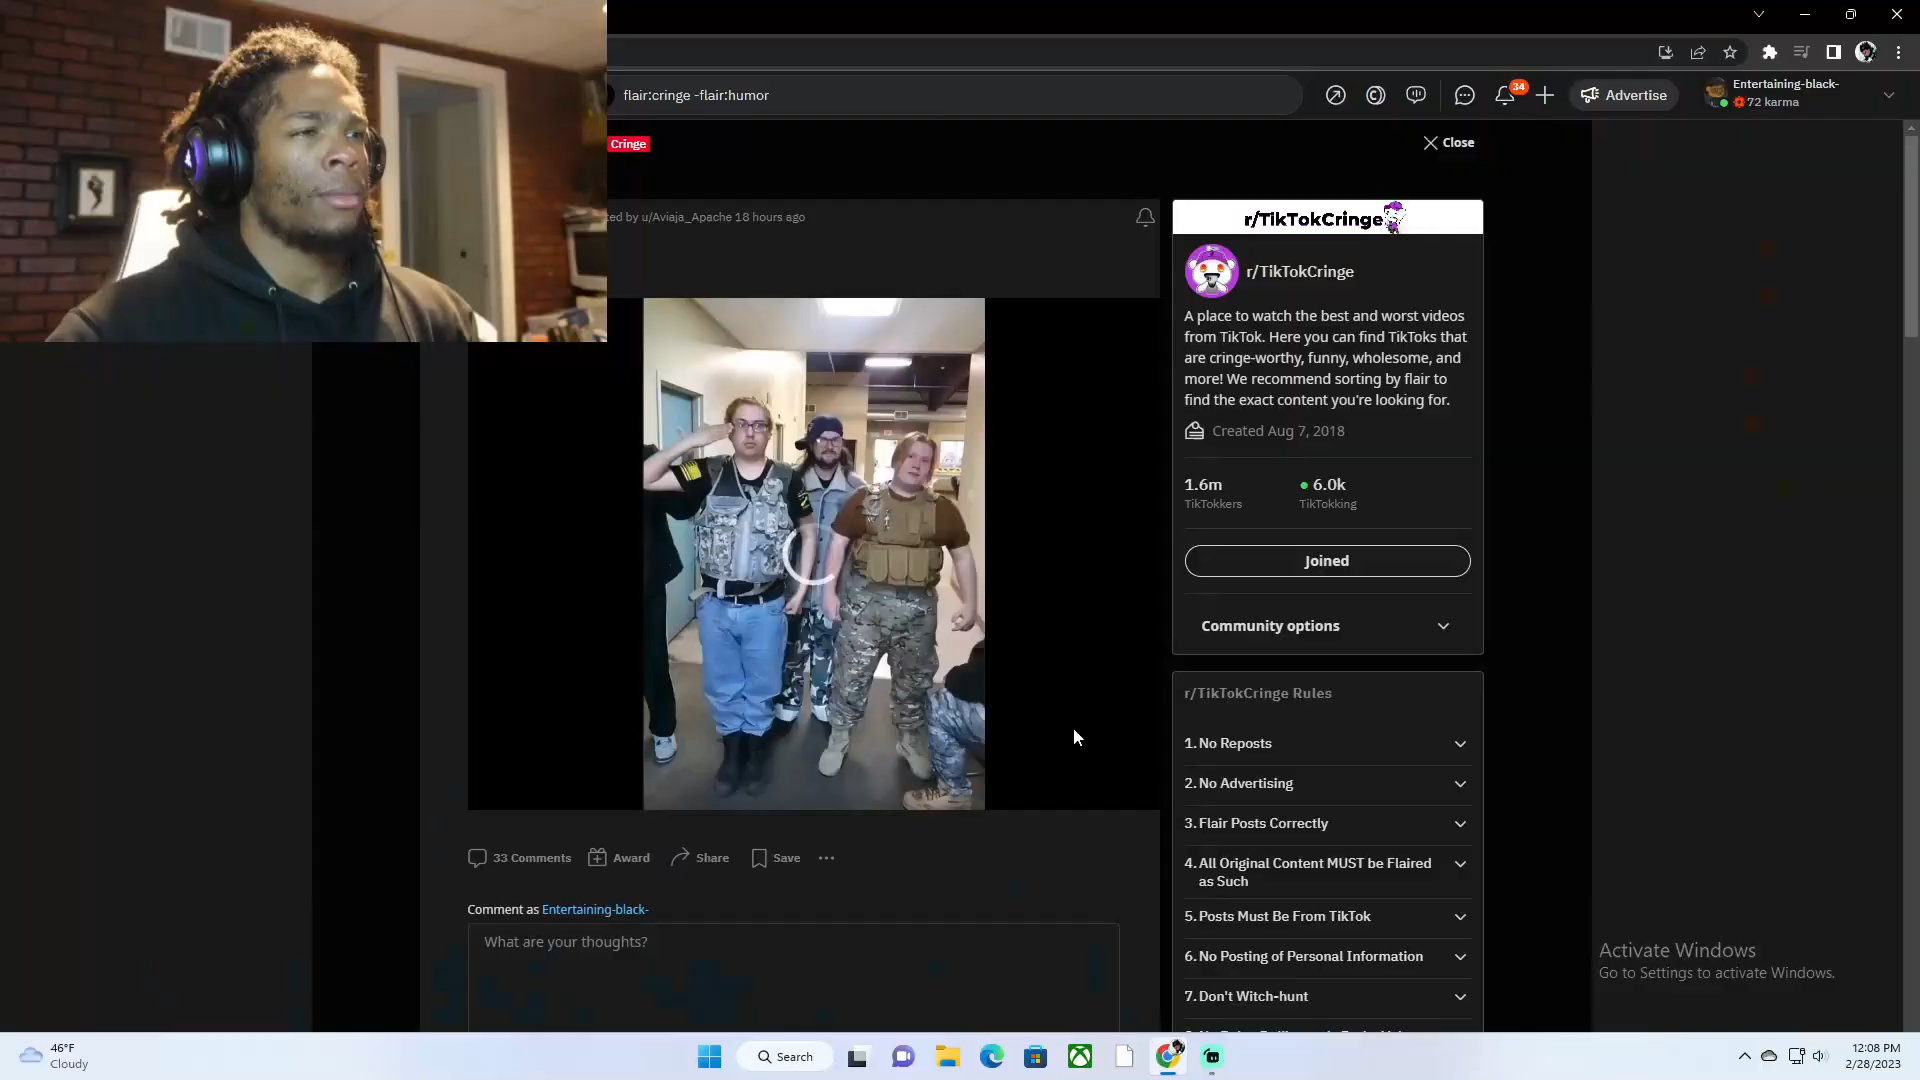 flair:cringe -flair:humor
34
Advertise
Entertaining-black-
72 karma
Cringe
Close
ted by u/Aviaja_Apache 18 hours ago
r/TikTokCringe
r/TikTokCringe
A place to watch the best and worst videos
from TikTok. Here you can find TikToks that
are cringe-worthy, funny, wholesome, and
more! We recommend sorting by flair to
find the exact content you're looking for.
Created Aug 7, 2018
1.6m
6.0k
TikTokkers
TikTokking
Joined
Community options
r/TikTokCringe Rules
1. No Reposts
2. No Advertising
3. Flair Posts Correctly
4. All Original Content MUST be Flaired
as Such
5. Posts Must Be From TikTok
6. No Posting of Personal Information
7. Don't Witch-hunt
33 Comments
Award
Share
Save
Comment as Entertaining-black-
What are your thoughts?
Activate Windows
Go to Settings to activate Windows.
46°F
Cloudy
Search
12:08 PM
2/28/2023